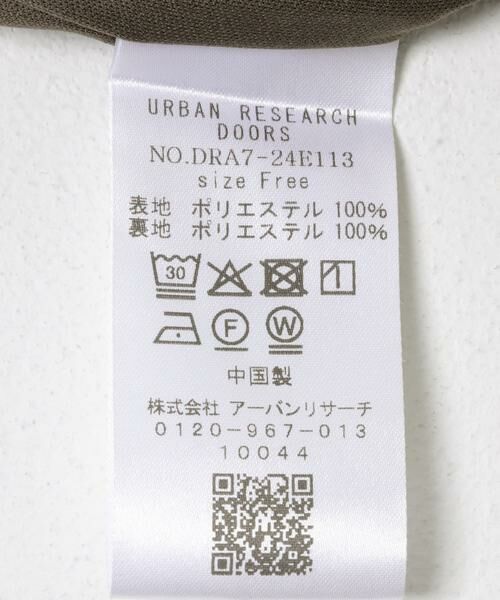 URBAN RESEARCH
DOORS
NO.DRA7-24E113
size Free
表地 ポリエステル 100%
裏地 ポリエステル 100%
30
F W
中国製
株式会社 アーバンリサーチ
0120-967-013
10044